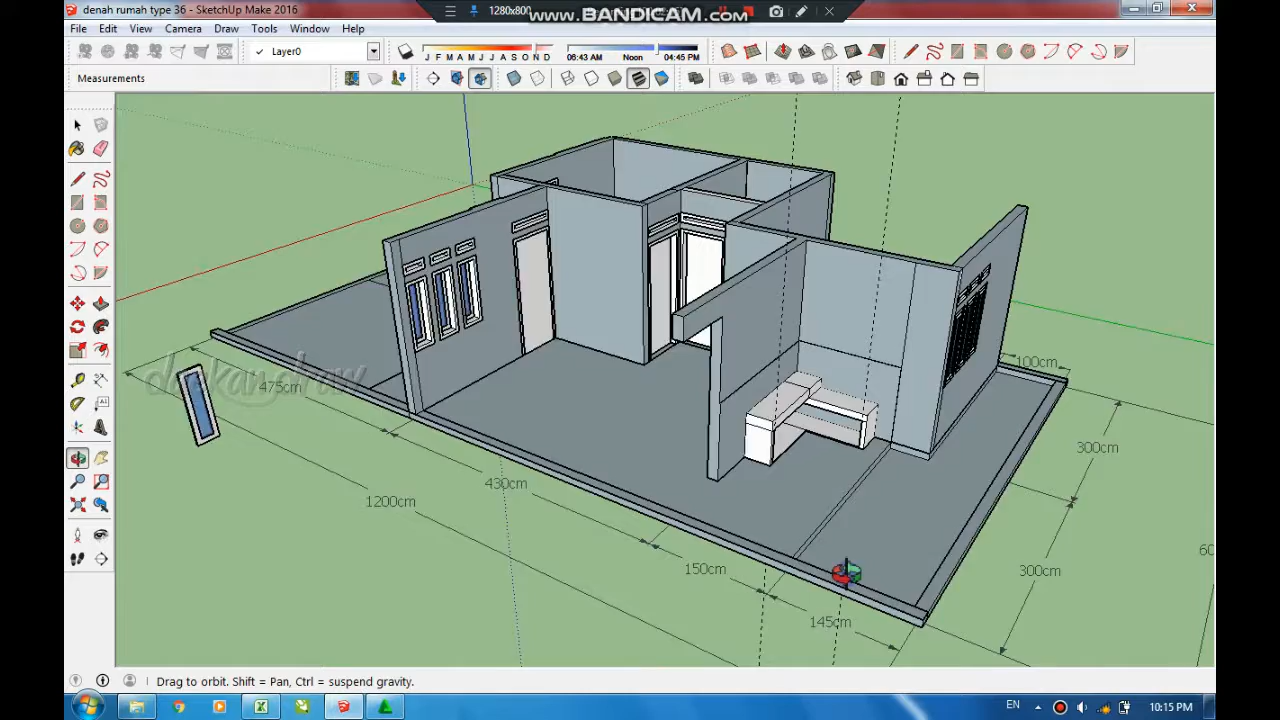 denah rumah type 36 - SketchUp Make 2016
1280x800
www.BANDICAM.com
File Edit View Camera Draw Tools Window Help
Layer0
J F M A M J J A S O N D
06:43 AM Noon 04:45 PM
Measurements
100cm
475cm
300cm
430cm
1200cm
60
150cm
300cm
145cm
Drag to orbit. Shift = Pan, Ctrl = suspend gravity.
EN
10:15 PM